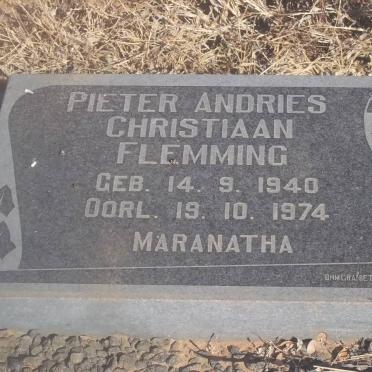 PIETER ANDRIES
CHRISTIAAN
FLEMMING
GEB. 14. 9. 1940
OORL. 19. 10. 1974
MARANATHA